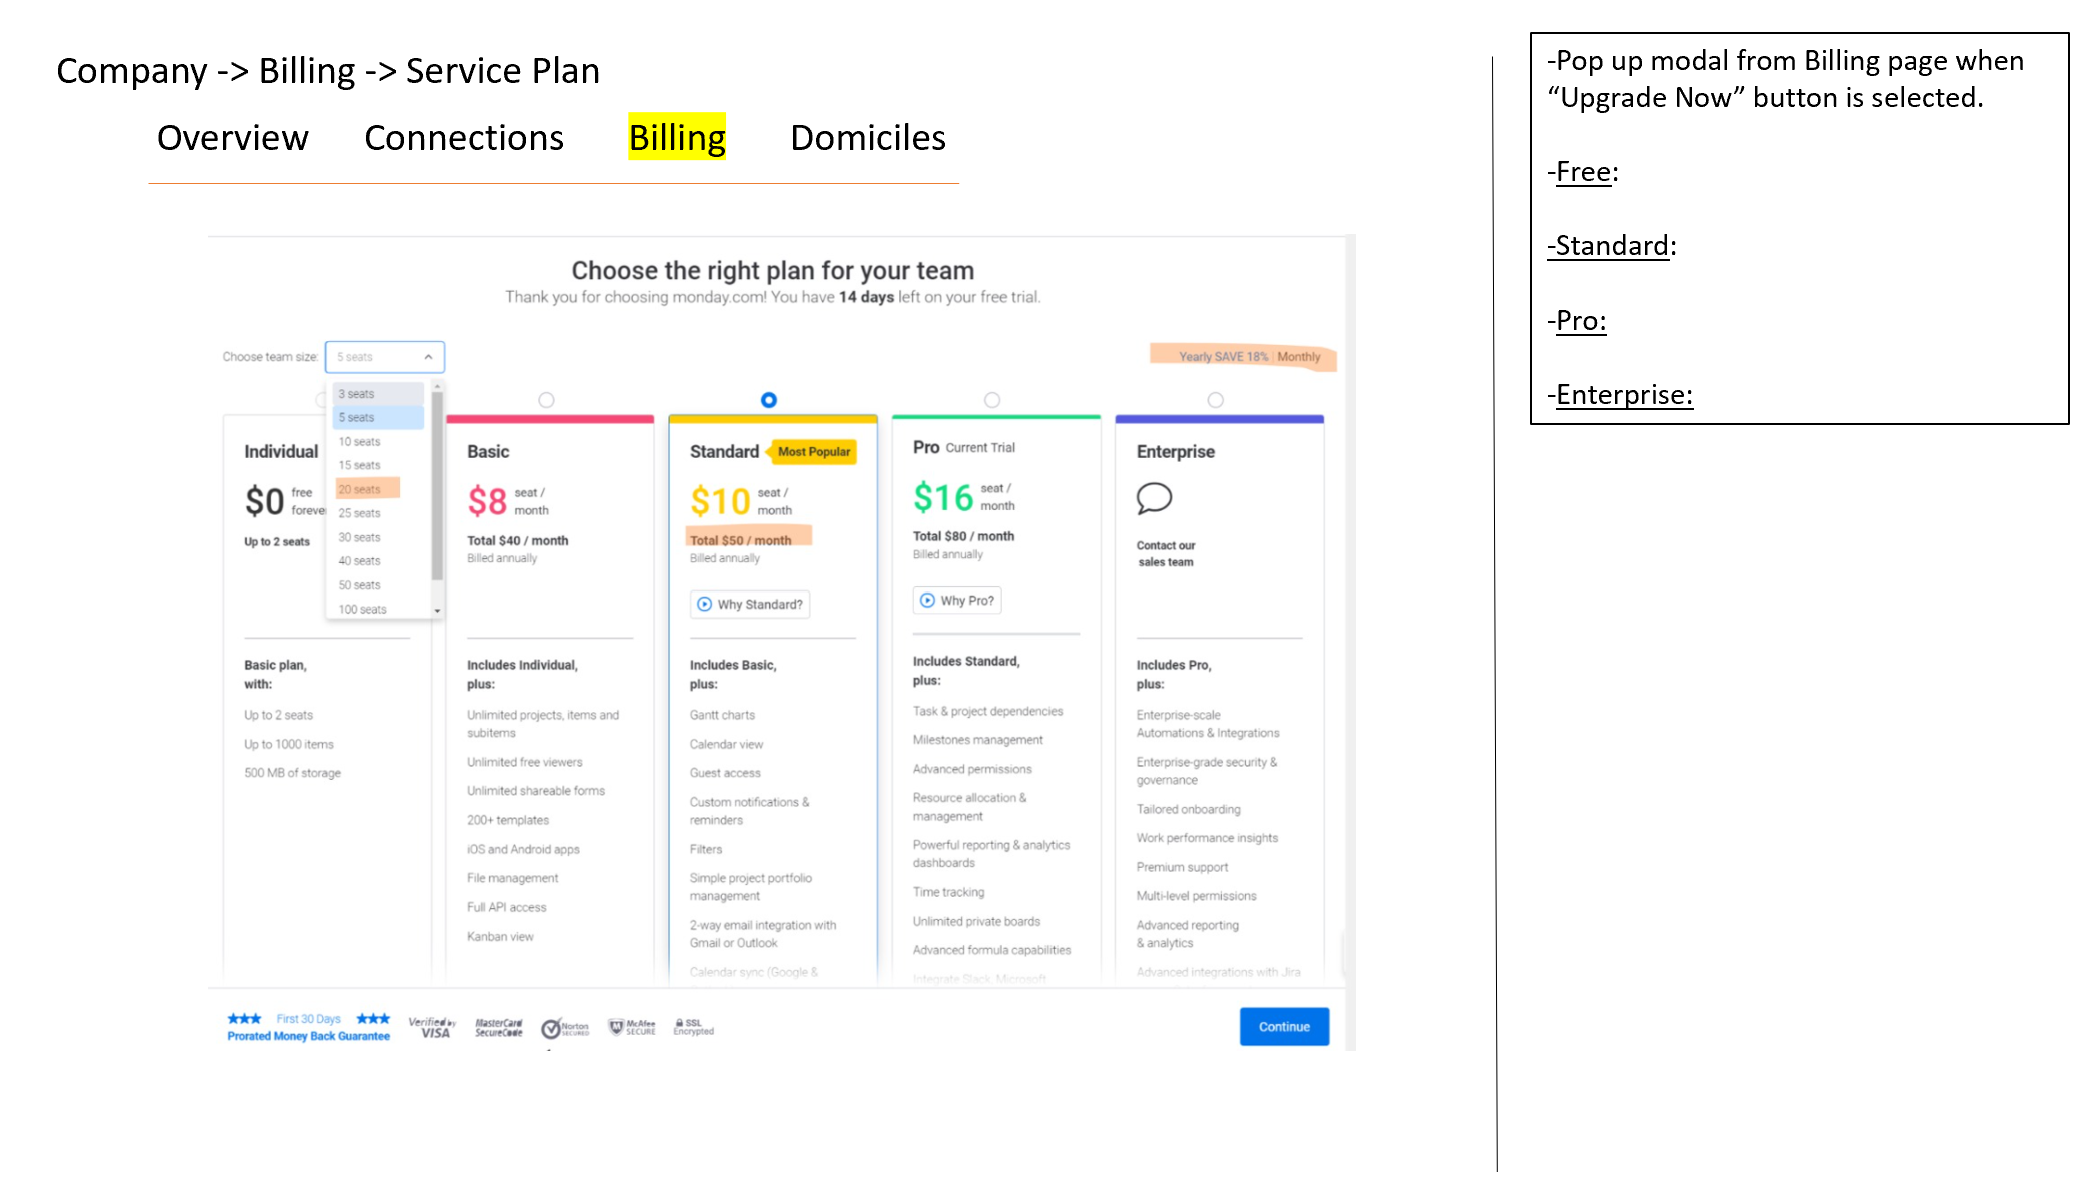 Company -> Billing -> Service Plan
Overview Connections Billing Domiciles
Choose the right plan for your team
Thank you for choosing monday.com! You have 14 days left on your free trial.
Choose team size: 5 seats
3 seats
5 seats
10 seats
15 seats
20 seats
25 seats
30 seats
40 seats
50 seats
100 seats
Yearly SAVE 18% | Monthly
Individual
$0 free
foreve
Up to 2 seats
Basic plan,
with:
Up to 2 seats
Up to 1000 items
500 MB of storage
Basic
$8 seat /
month
Total $40 / month
Billed annually
Includes Individual,
plus:
Unlimited projects, items and
subitems
Unlimited free viewers
Unlimited shareable forms
200+ templates
iOS and Android apps
File management
Full API access
Kanban view
Standard Most Popular
$10 seat /
month
Total $50 / month
Billed annually
Why Standard?
Includes Basic,
plus:
Gantt charts
Calendar view
Guest access
Custom notifications &
reminders
Filters
Simple project portfolio
management
2-way email integration with
Gmail or Outlook
Calendar sync (Google &
Pro Current Trial
$16 seat /
month
Total $80 / month
Billed annually
Why Pro?
Includes Standard,
plus:
Task & project dependencies
Milestones management
Advanced permissions
Resource allocation &
management
Powerful reporting & analytics
dashboards
Time tracking
Unlimited private boards
Advanced formula capabilities
Integrate Slack, Microsoft
Enterprise
Contact our
sales team
Includes Pro,
plus:
Enterprise-scale
Automations & Integrations
Enterprise-grade security &
governance
Tailored onboarding
Work performance insights
Premium support
Multi-level permissions
Advanced reporting
& analytics
Advanced integrations with Jira
First 30 Days
Prorated Money Back Guarantee
Verified by
VISA
MasterCard
SecureCode
Norton
SECURED
McAfee
SECURE
SSL
Encrypted
Continue
-Pop up modal from Billing page when
“Upgrade Now” button is selected.
-Free:
-Standard:
-Pro:
-Enterprise: